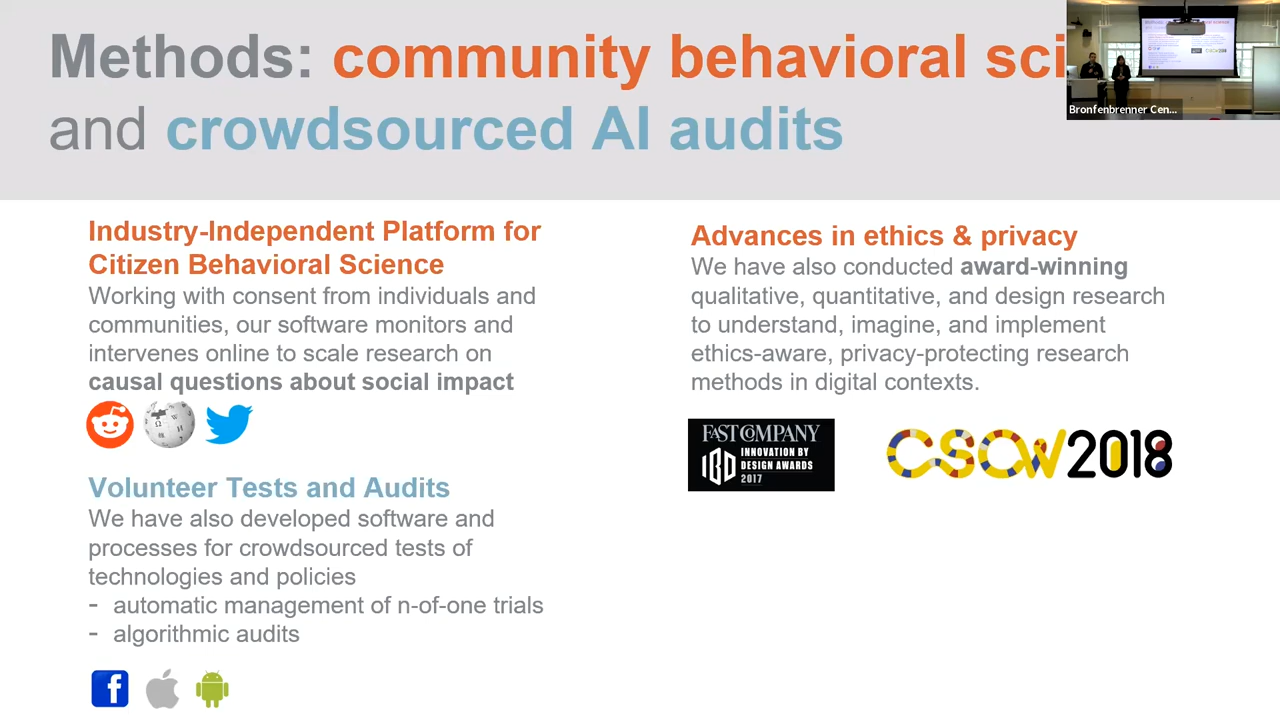 Methods: community behavioral sci
and crowdsourced AI audits
Bronfenbrenner Cen...
Industry-Independent Platform for
Citizen Behavioral Science
Working with consent from individuals and
communities, our software monitors and
intervenes online to scale research on
causal questions about social impact
Volunteer Tests and Audits
We have also developed software and
processes for crowdsourced tests of
technologies and policies
- automatic management of n-of-one trials
- algorithmic audits
Advances in ethics & privacy
We have also conducted award-winning
qualitative, quantitative, and design research
to understand, imagine, and implement
ethics-aware, privacy-protecting research
methods in digital contexts.
FAST COMPANY
IBD
INNOVATION BY
DESIGN AWARDS
2017
CSCW2018